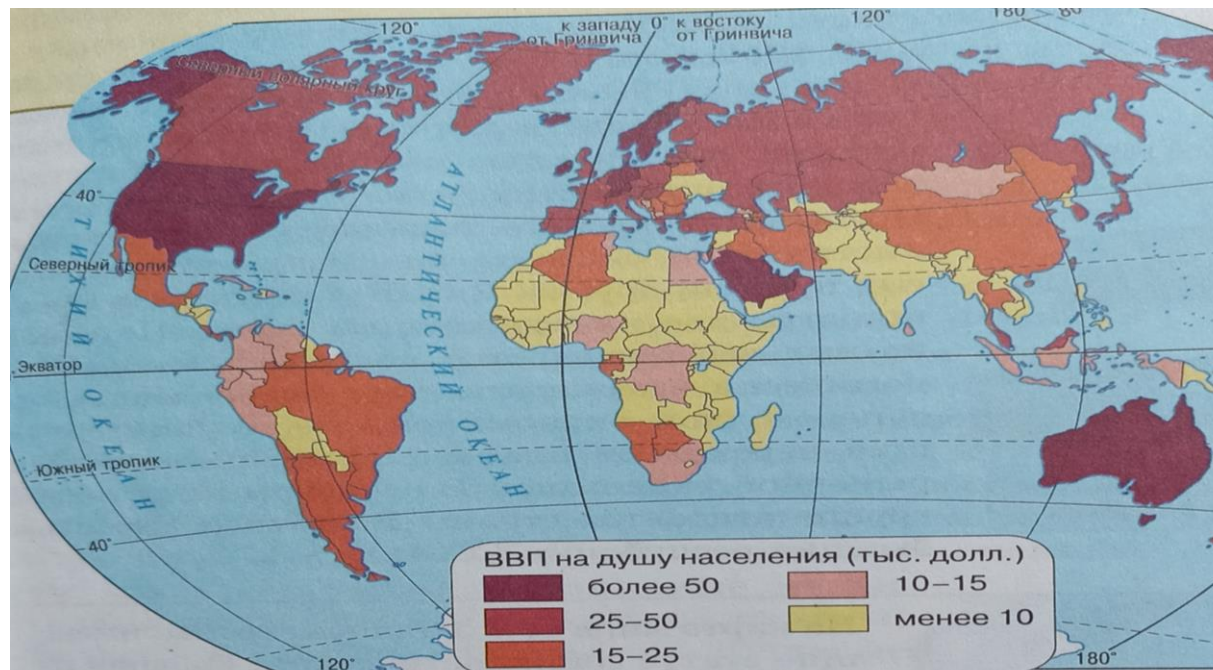 120°
к западу 0° к востоку
от Гринвича от Гринвича
120°
180°
80°
Северный полярный круг
40°
АТЛАНТИЧЕСКИЙ ОКЕАН
ТИХИЙ ОКЕАН
Северный тропик
Экватор
Южный тропик
40°
ВВП на душу населения (тыс. долл.)
более 50
10–15
25–50
менее 10
15–25
120°
180°